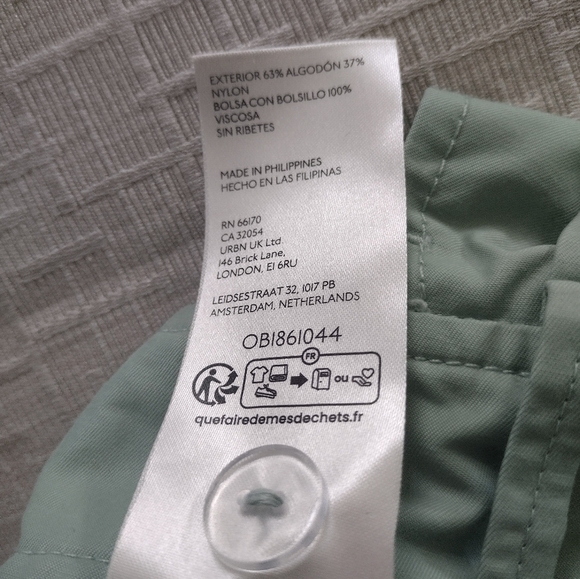 EXTERIOR 63% ALGODÓN 37%
NYLON
BOLSA CON BOLSILLO 100%
VISCOSA
SIN RIBETES
MADE IN PHILIPPINES
HECHO EN LAS FILIPINAS
RN 66170
CA 32054
URBN UK Ltd
146 Brick Lane,
LONDON, E1 6RU
LEIDSESTRAAT 32, 1017 PB
AMSTERDAM, NETHERLANDS
OB1861044
FR
ou
quefairedemesdechets.fr